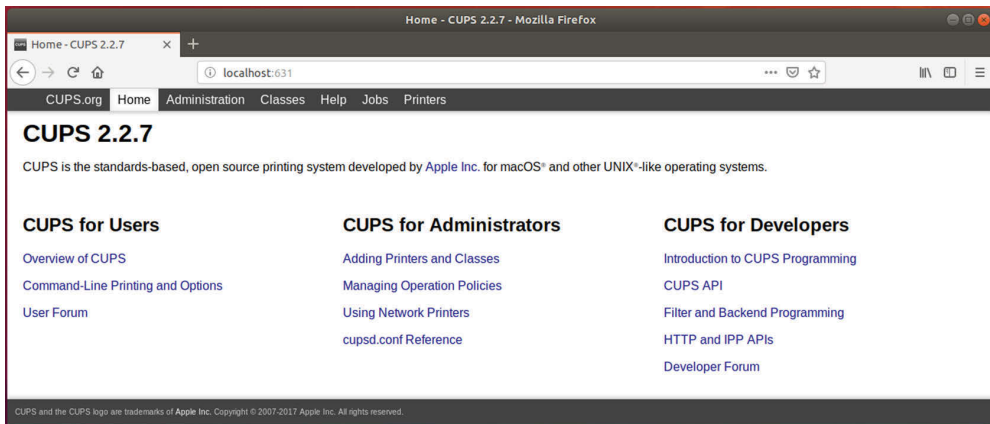 Home - CUPS 2.2.7 - Mozilla Firefox
CUPS Home - CUPS 2.2.7
localhost:631
CUPS.org Home Administration Classes Help Jobs Printers
CUPS 2.2.7
CUPS is the standards-based, open source printing system developed by Apple Inc. for macOS® and other UNIX®-like operating systems.
CUPS for Users
Overview of CUPS
Command-Line Printing and Options
User Forum
CUPS for Administrators
Adding Printers and Classes
Managing Operation Policies
Using Network Printers
cupsd.conf Reference
CUPS for Developers
Introduction to CUPS Programming
CUPS API
Filter and Backend Programming
HTTP and IPP APIs
Developer Forum
CUPS and the CUPS logo are trademarks of Apple Inc. Copyright © 2007-2017 Apple Inc. All rights reserved.